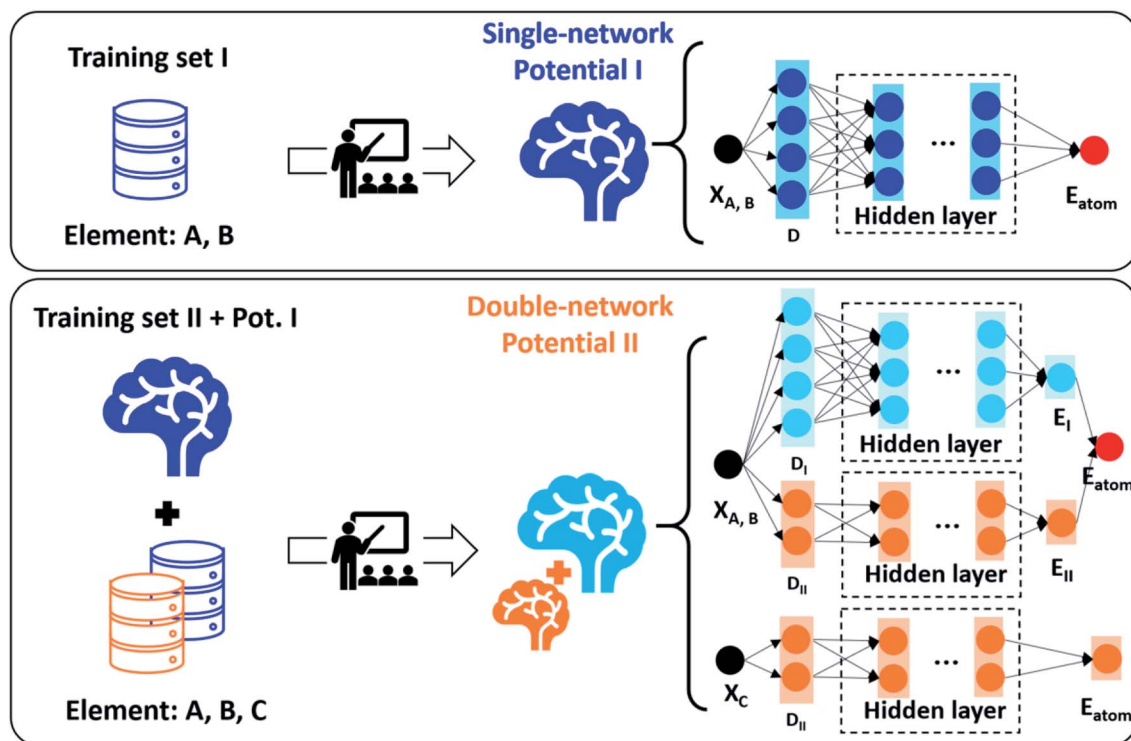 Training set I
Element: A, B
Single-network
Potential I
X_A, B
D
...
Hidden layer
E_atom
Training set II + Pot. I
Element: A, B, C
Double-network
Potential II
X_A, B
D_I
...
Hidden layer
E_I
E_atom
D_II
...
Hidden layer
E_II
X_C
D_II
...
Hidden layer
E_atom